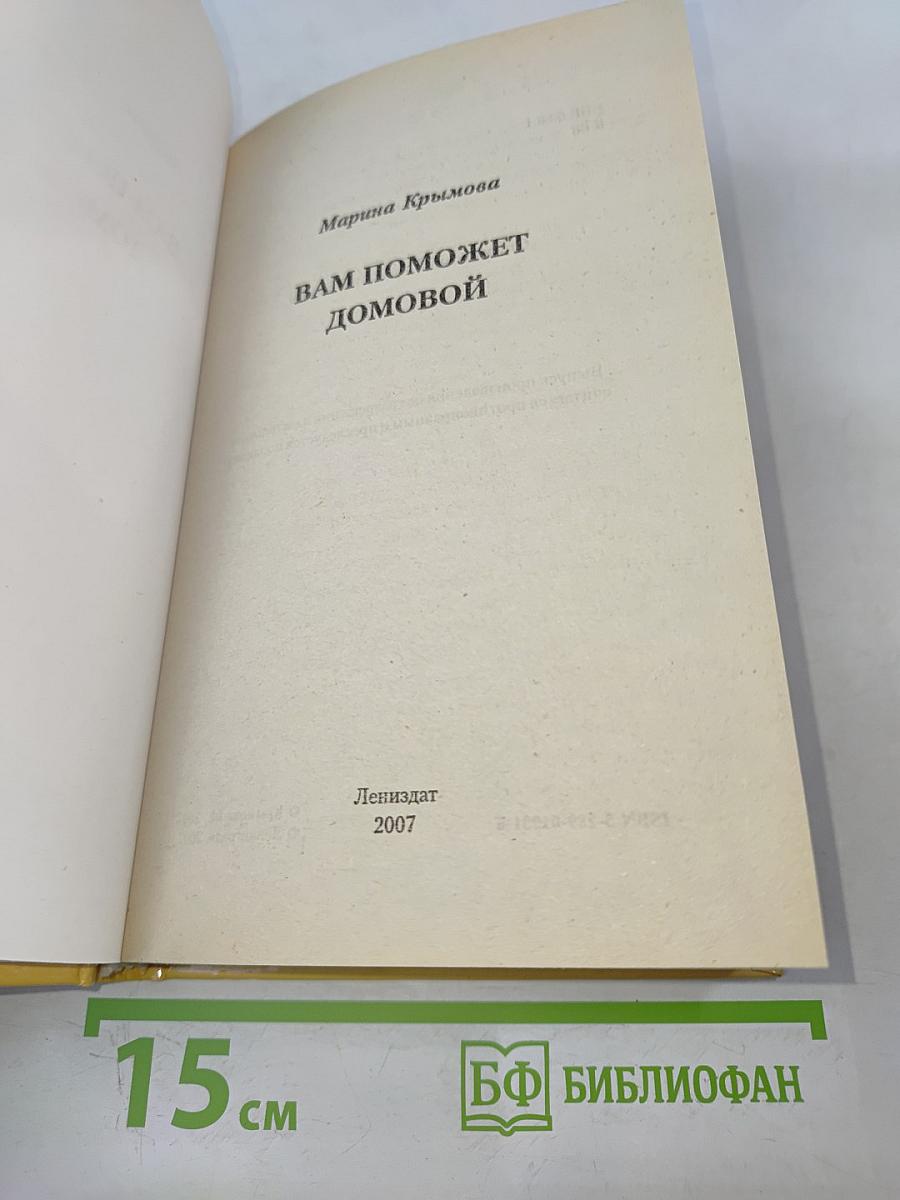 Марина Крымова
ВАМ ПОМОЖЕТ
ДОМОВОЙ
Лениздат
2007
15 см
БФ БИБЛИОФАН